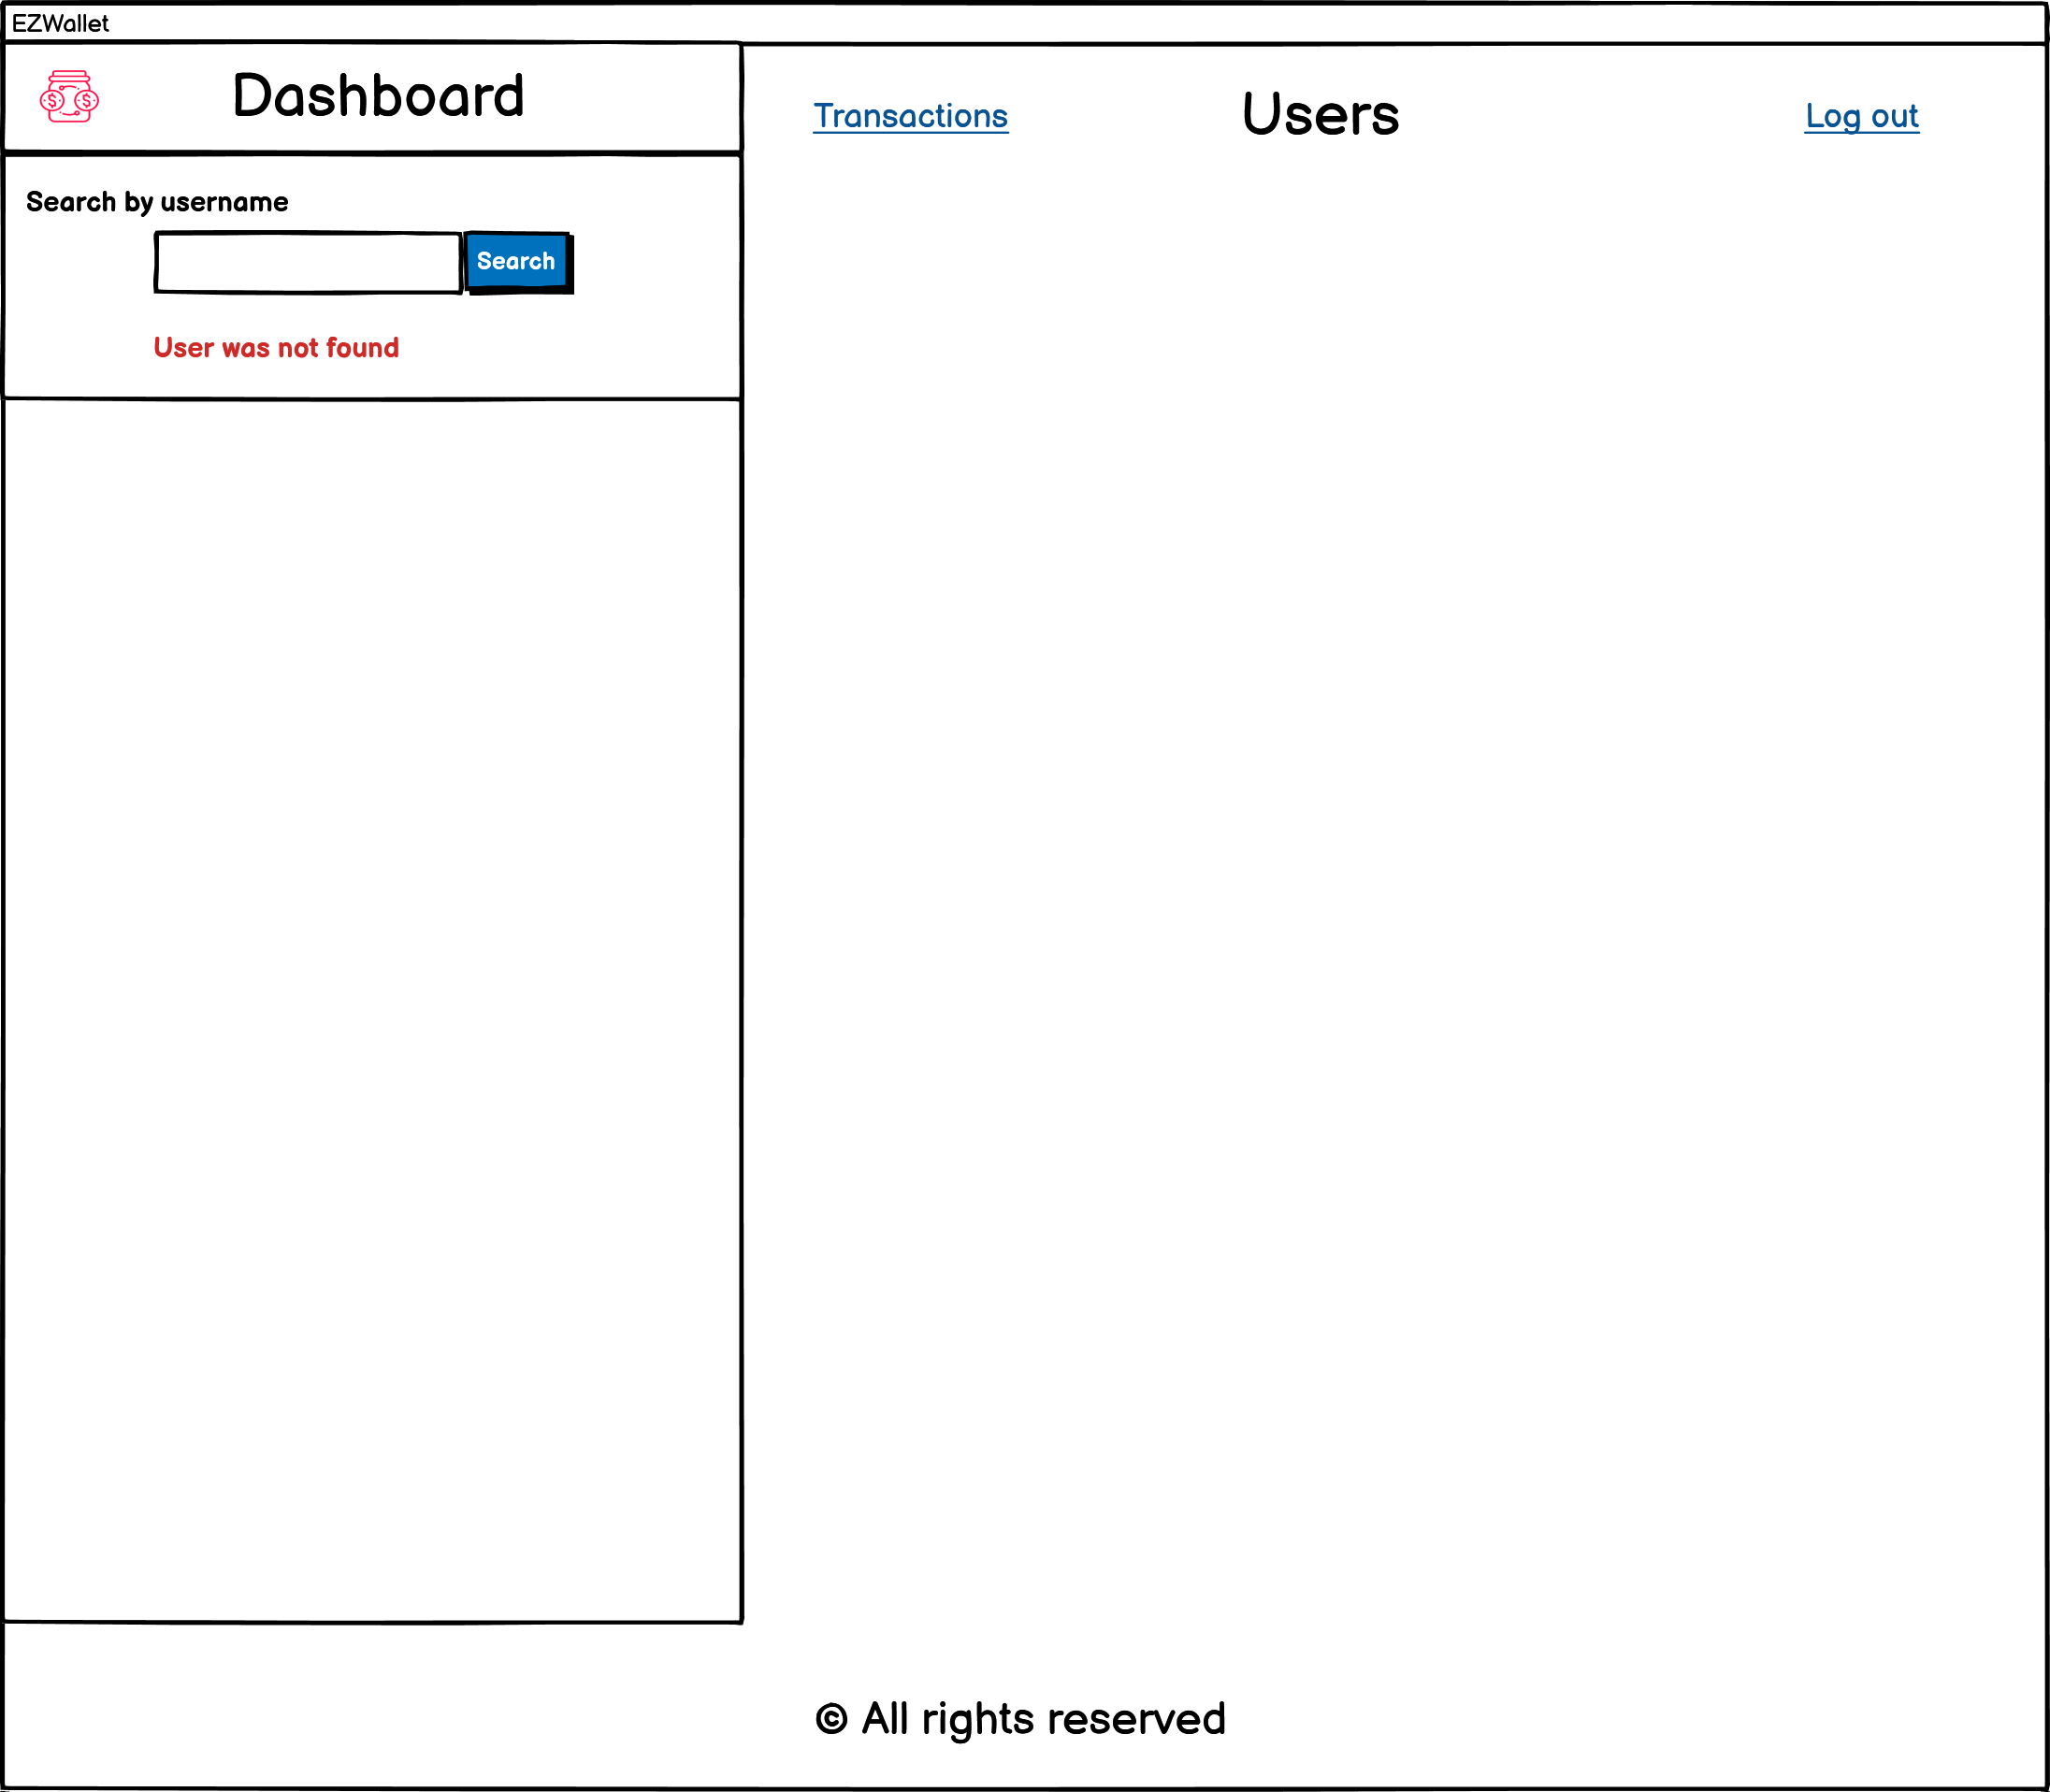 EZWallet
Dashboard
Transactions
Users
Log out
Search by username
Search
User was not found
© All rights reserved